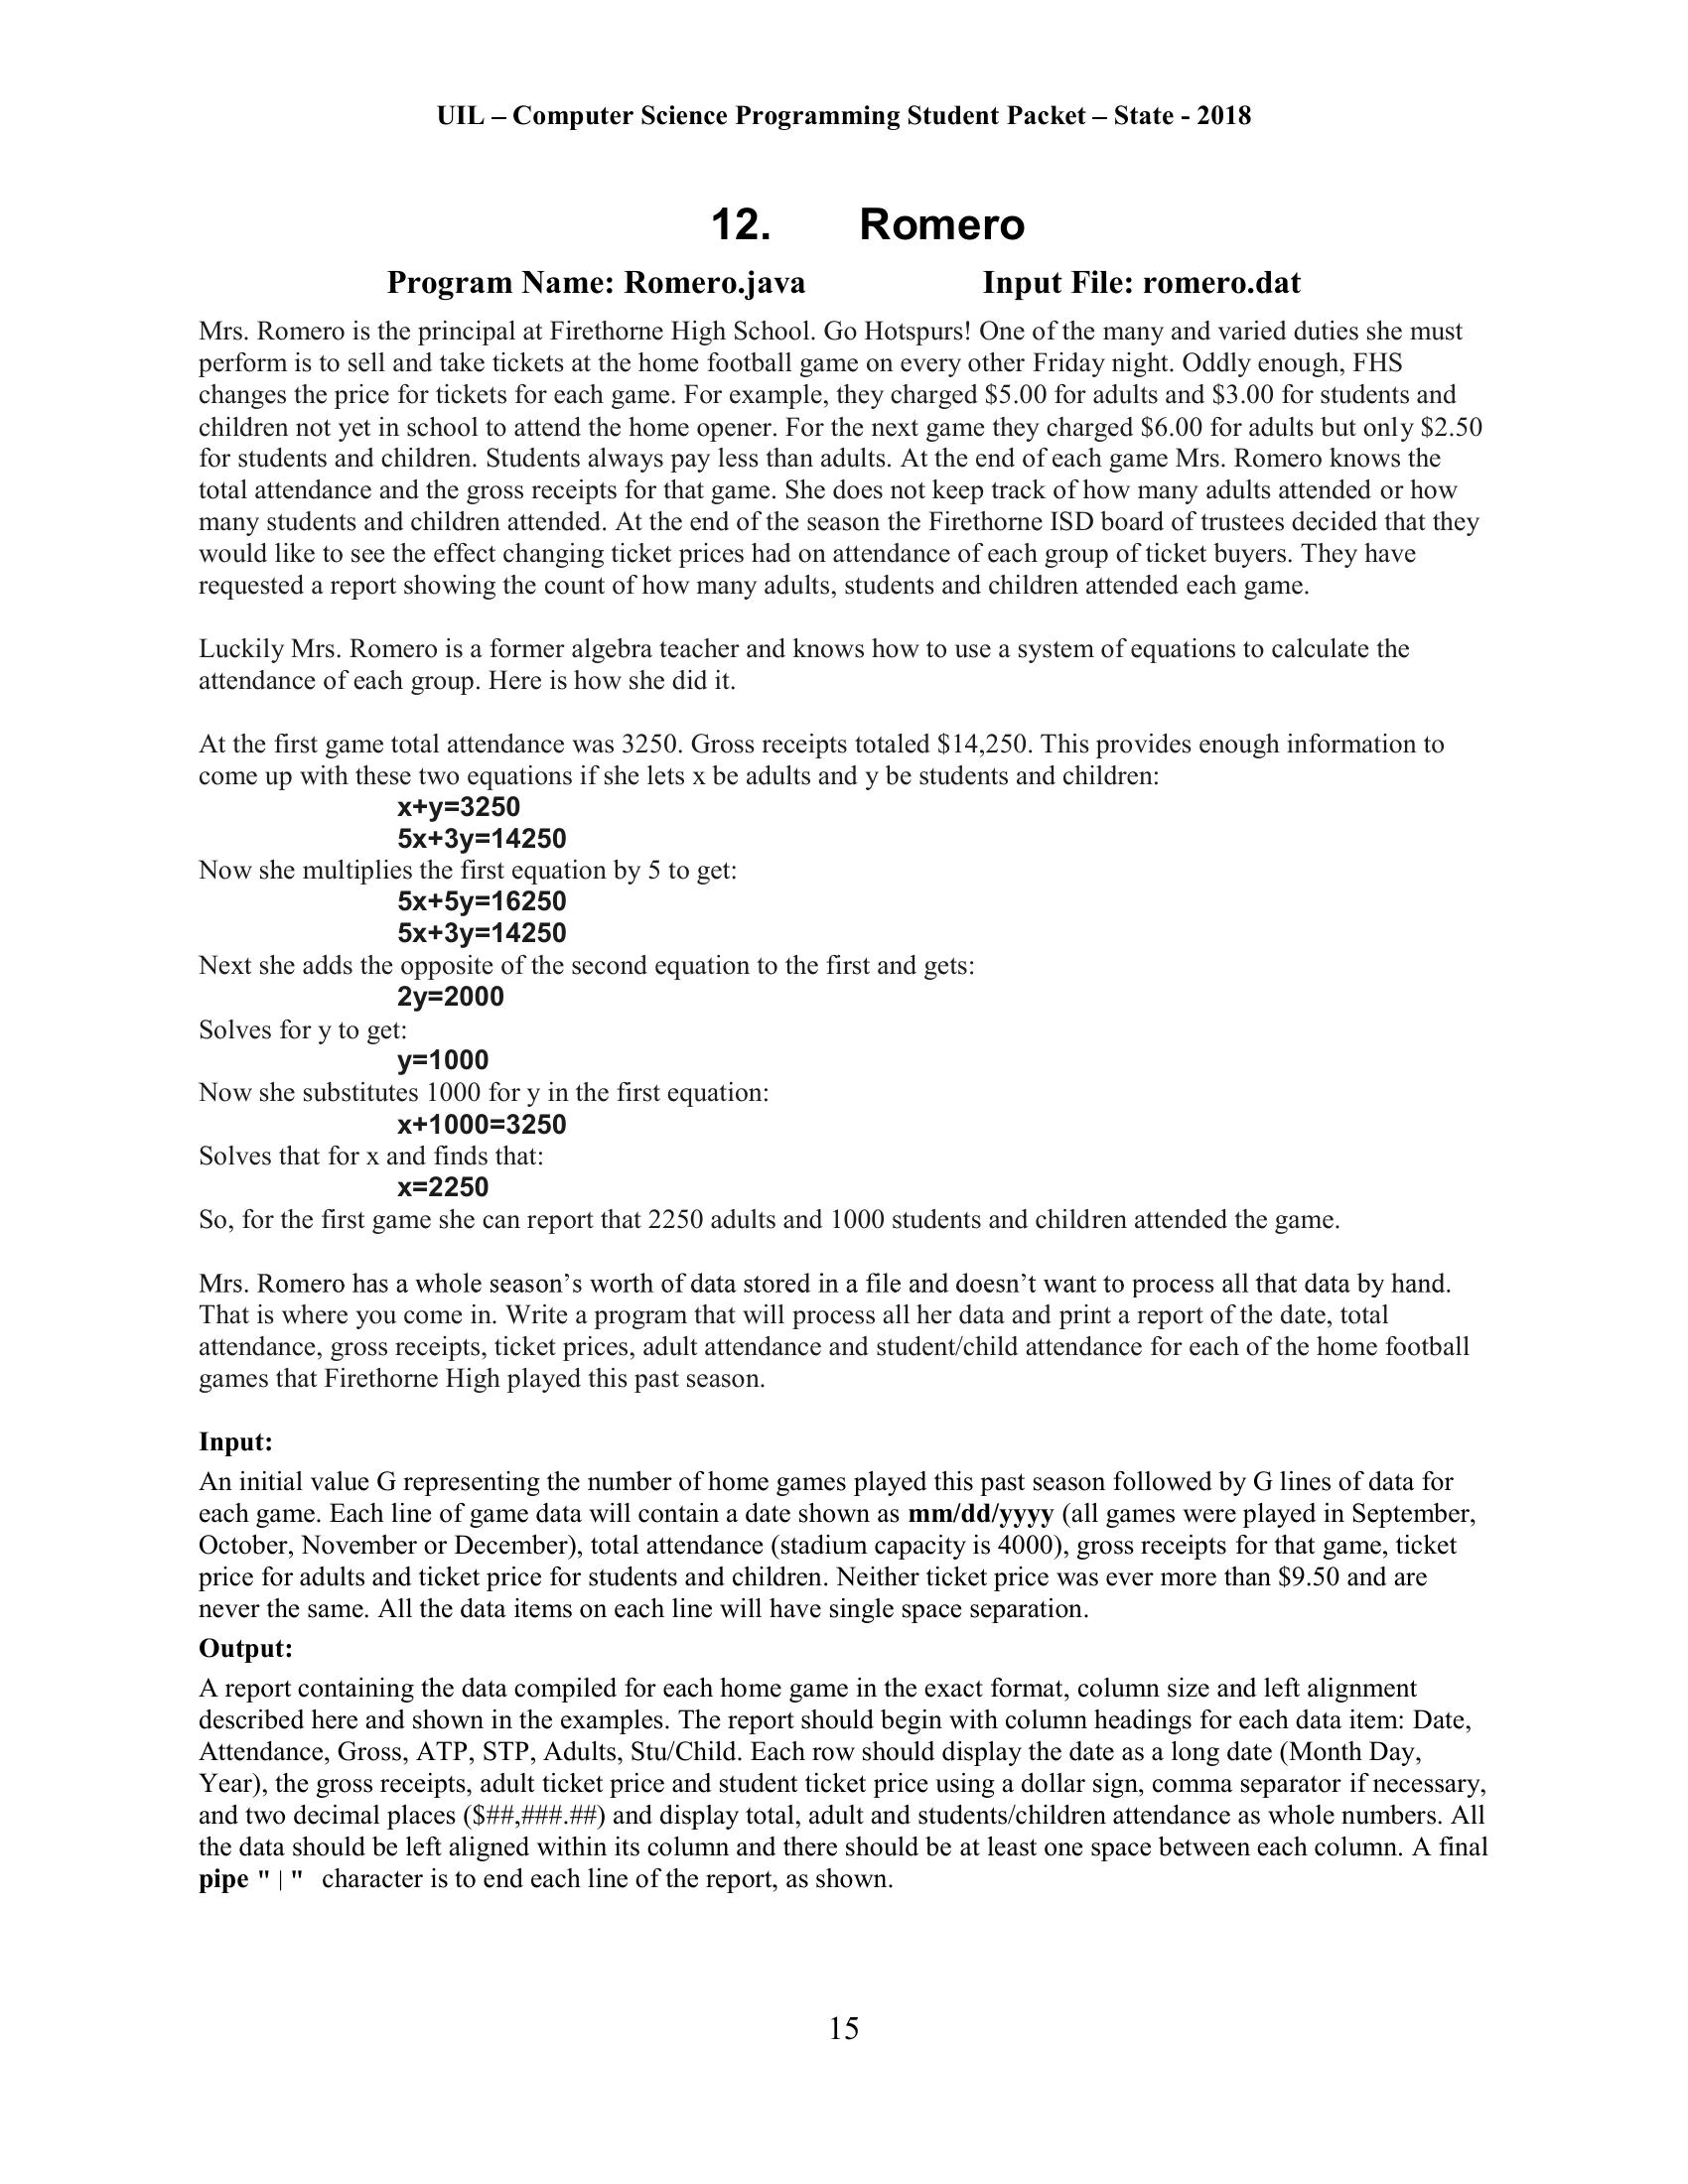 UIL – Computer Science Programming Student Packet – State - 2018
12. Romero
Program Name: Romero.java Input File: romero.dat
Mrs. Romero is the principal at Firethorne High School. Go Hotspurs! One of the many and varied duties she must
perform is to sell and take tickets at the home football game on every other Friday night. Oddly enough, FHS
changes the price for tickets for each game. For example, they charged $5.00 for adults and $3.00 for students and
children not yet in school to attend the home opener. For the next game they charged $6.00 for adults but only $2.50
for students and children. Students always pay less than adults. At the end of each game Mrs. Romero knows the
total attendance and the gross receipts for that game. She does not keep track of how many adults attended or how
many students and children attended. At the end of the season the Firethorne ISD board of trustees decided that they
would like to see the effect changing ticket prices had on attendance of each group of ticket buyers. They have
requested a report showing the count of how many adults, students and children attended each game.
Luckily Mrs. Romero is a former algebra teacher and knows how to use a system of equations to calculate the
attendance of each group. Here is how she did it.
At the first game total attendance was 3250. Gross receipts totaled $14,250. This provides enough information to
come up with these two equations if she lets x be adults and y be students and children:
x+y=3250
5x+3y=14250
Now she multiplies the first equation by 5 to get:
5x+5y=16250
5x+3y=14250
Next she adds the opposite of the second equation to the first and gets:
2y=2000
Solves for y to get:
y=1000
Now she substitutes 1000 for y in the first equation:
x+1000=3250
Solves that for x and finds that:
x=2250
So, for the first game she can report that 2250 adults and 1000 students and children attended the game.
Mrs. Romero has a whole season’s worth of data stored in a file and doesn’t want to process all that data by hand.
That is where you come in. Write a program that will process all her data and print a report of the date, total
attendance, gross receipts, ticket prices, adult attendance and student/child attendance for each of the home football
games that Firethorne High played this past season.
Input:
An initial value G representing the number of home games played this past season followed by G lines of data for
each game. Each line of game data will contain a date shown as mm/dd/yyyy (all games were played in September,
October, November or December), total attendance (stadium capacity is 4000), gross receipts for that game, ticket
price for adults and ticket price for students and children. Neither ticket price was ever more than $9.50 and are
never the same. All the data items on each line will have single space separation.
Output:
A report containing the data compiled for each home game in the exact format, column size and left alignment
described here and shown in the examples. The report should begin with column headings for each data item: Date,
Attendance, Gross, ATP, STP, Adults, Stu/Child. Each row should display the date as a long date (Month Day,
Year), the gross receipts, adult ticket price and student ticket price using a dollar sign, comma separator if necessary,
and two decimal places ($##,###.##) and display total, adult and students/children attendance as whole numbers. All
the data should be left aligned within its column and there should be at least one space between each column. A final
pipe "|" character is to end each line of the report, as shown.
15